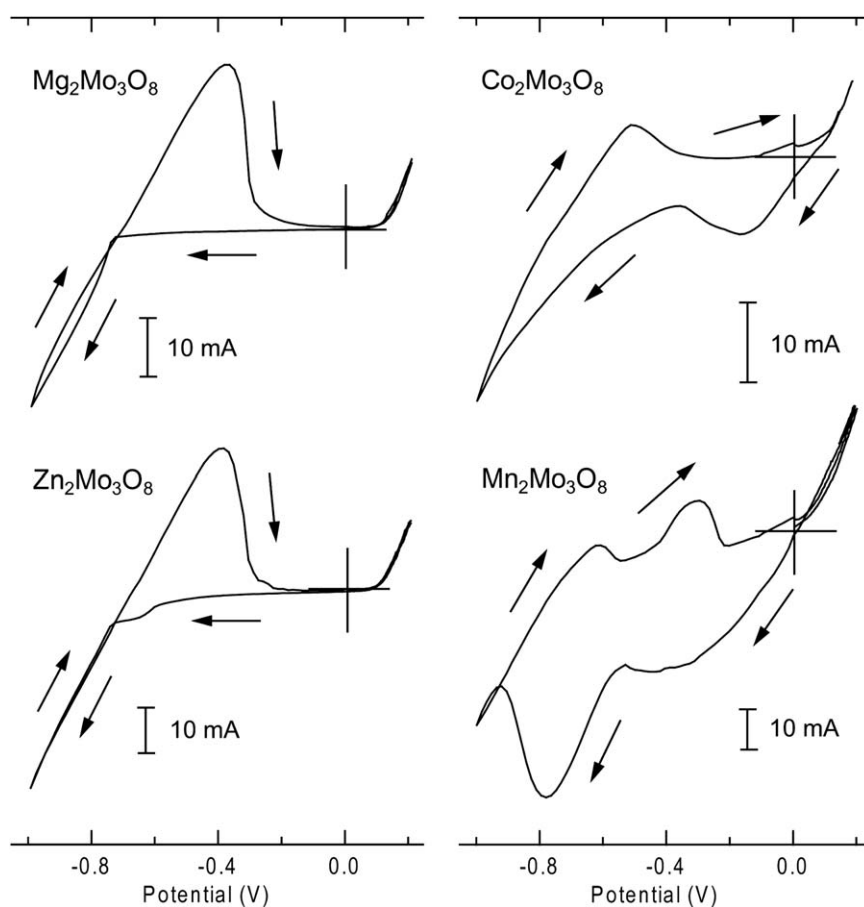 Mg₂Mo₃O₈
10 mA
Co₂Mo₃O₈
10 mA
Zn₂Mo₃O₈
10 mA
Mn₂Mo₃O₈
10 mA
-0.8 -0.4 0.0
Potential (V)
-0.8 -0.4 0.0
Potential (V)